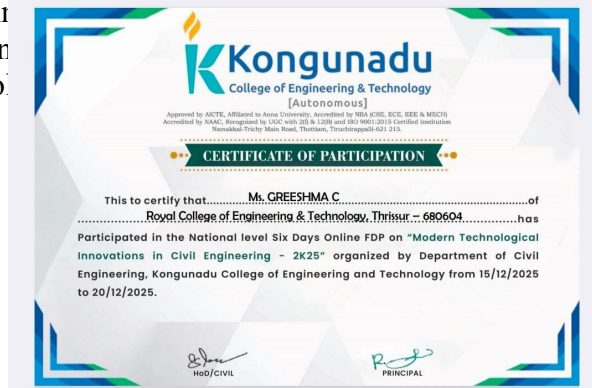 Kongunadu
College of Engineering & Technology
[Autonomous]
Approved by AICTE, Affiliated to Anna University, Accredited by NBA (CSE, ECE, EEE & MECH)
Accredited by NAAC, Recognized by UGC with 2(f) & 12(B) and ISO 9001:2015 Certified Institution
Namakkal-Trichy Main Road, Thottiam, Tiruchirappalli-621 215.
CERTIFICATE OF PARTICIPATION
This to certify that......Ms. GREESHMA C......of
Royal College of Engineering & Technology, Thrissur – 680604......has
Participated in the National level Six Days Online FDP on “Modern Technological
Innovations in Civil Engineering - 2K25” organized by Department of Civil
Engineering, Kongunadu College of Engineering and Technology from 15/12/2025
to 20/12/2025.
HoD/CIVIL
PRINCIPAL